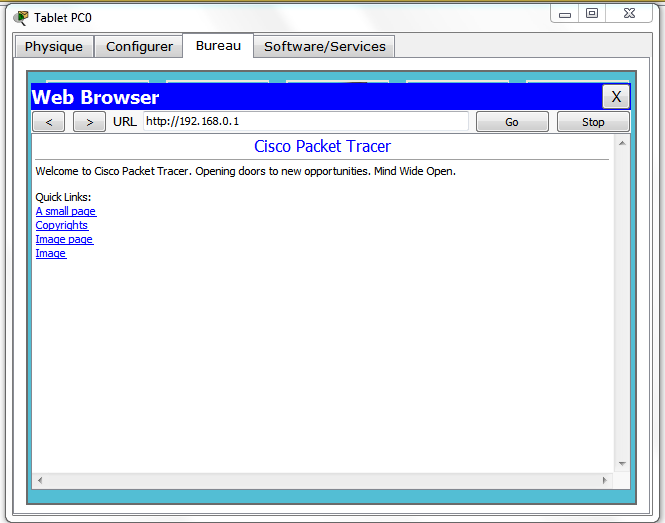 Tablet PC0
Physique Configurer Bureau Software/Services
Web Browser X
< > URL http://192.168.0.1 Go Stop
Cisco Packet Tracer
Welcome to Cisco Packet Tracer. Opening doors to new opportunities. Mind Wide Open.
Quick Links:
A small page
Copyrights
Image page
Image